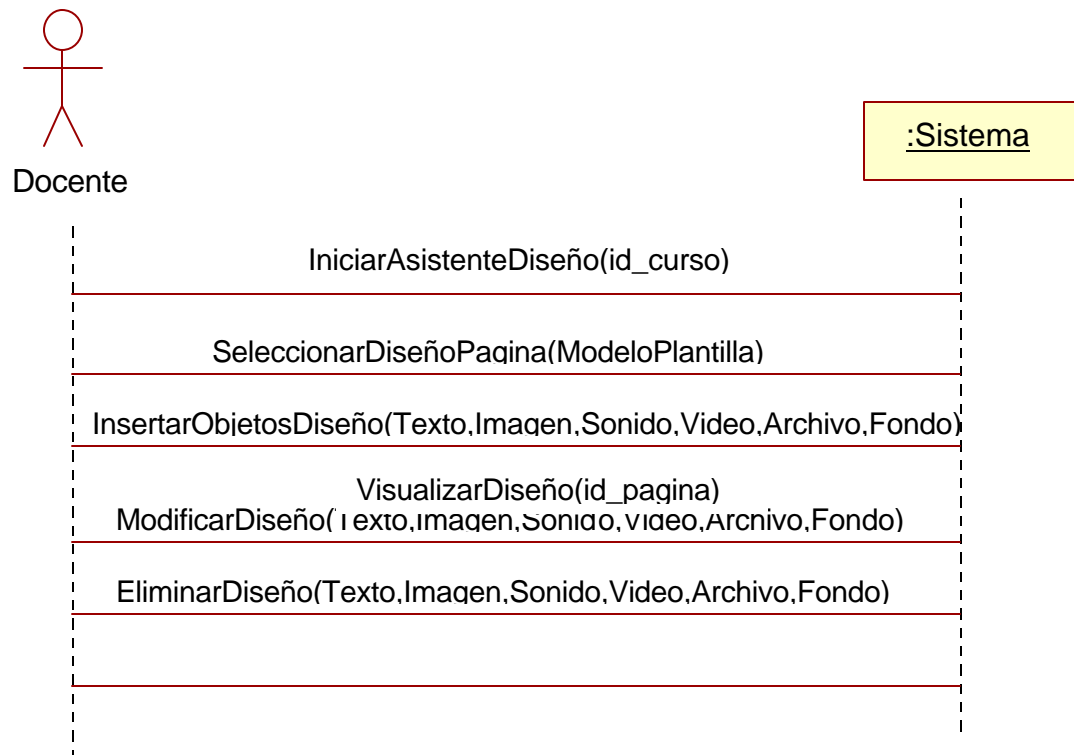 Docente
:Sistema
IniciarAsistenteDiseño(id_curso)
SeleccionarDiseñoPagina(ModeloPlantilla)
InsertarObjetosDiseño(Texto,Imagen,Sonido,Video,Archivo,Fondo)
VisualizarDiseño(id_pagina)
ModificarDiseño(Texto,Imagen,Sonido,Video,Archivo,Fondo)
EliminarDiseño(Texto,Imagen,Sonido,Video,Archivo,Fondo)